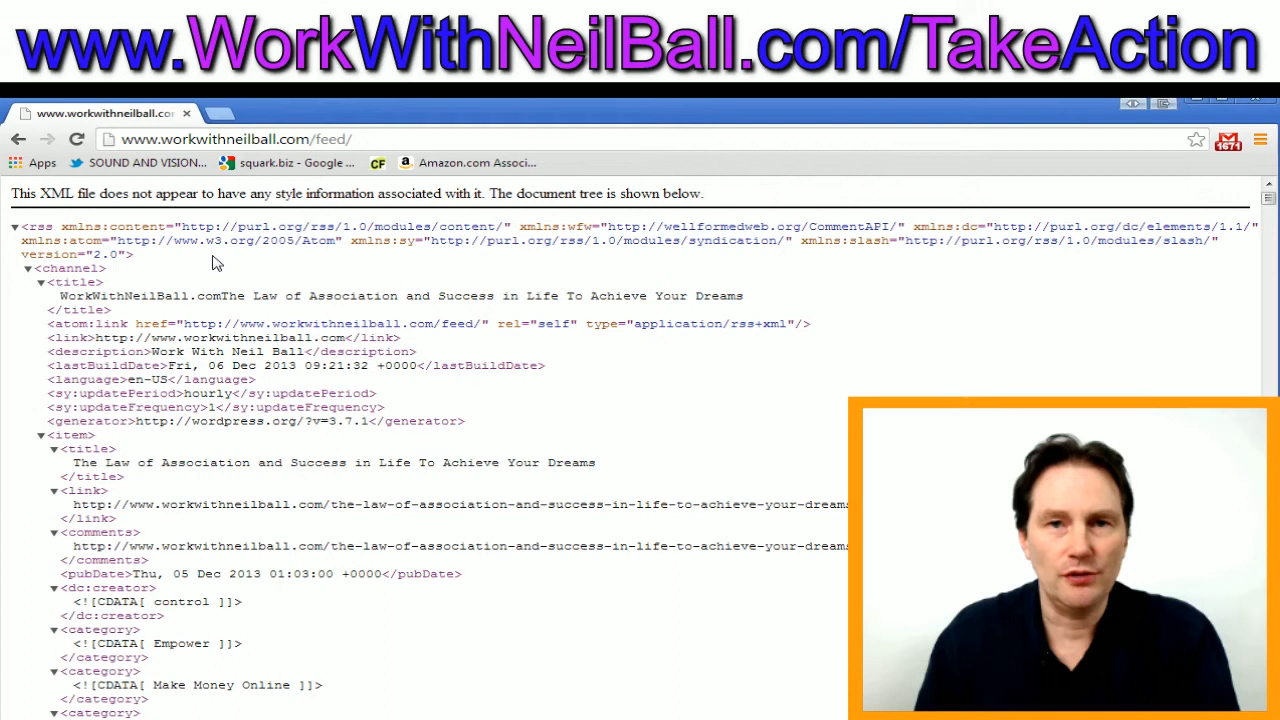 www.WorkWithNeilBall.com/TakeAction
www.workwithneilball.cor
www.workwithneilball.com/feed/
1671
Apps SOUND AND VISION... squark.biz - Google ... CF Amazon.com Associ...
This XML file does not appear to have any style information associated with it. The document tree is shown below.
<rss xmlns:content="http://purl.org/rss/1.0/modules/content/" xmlns:wfw="http://wellformedweb.org/CommentAPI/" xmlns:dc="http://purl.org/dc/elements/1.1/"
xmlns:atom="http://www.w3.org/2005/Atom" xmlns:sy="http://purl.org/rss/1.0/modules/syndication/" xmlns:slash="http://purl.org/rss/1.0/modules/slash/"
version="2.0">
<channel>
<title>
WorkWithNeilBall.comThe Law of Association and Success in Life To Achieve Your Dreams
</title>
<atom:link href="http://www.workwithneilball.com/feed/" rel="self" type="application/rss+xml"/>
<link>http://www.workwithneilball.com</link>
<description>Work With Neil Ball</description>
<lastBuildDate>Fri, 06 Dec 2013 09:21:32 +0000</lastBuildDate>
<language>en-US</language>
<sy:updatePeriod>hourly</sy:updatePeriod>
<sy:updateFrequency>1</sy:updateFrequency>
<generator>http://wordpress.org/?v=3.7.1</generator>
<item>
<title>
The Law of Association and Success in Life To Achieve Your Dreams
</title>
<link>
http://www.workwithneilball.com/the-law-of-association-and-success-in-life-to-achieve-your-dreams
</link>
<comments>
http://www.workwithneilball.com/the-law-of-association-and-success-in-life-to-achieve-your-dreams
</comments>
<pubDate>Thu, 05 Dec 2013 01:03:00 +0000</pubDate>
<dc:creator>
<![CDATA[ control ]]>
</dc:creator>
<category>
<![CDATA[ Empower ]]>
</category>
<category>
<![CDATA[ Make Money Online ]]>
</category>
<category>